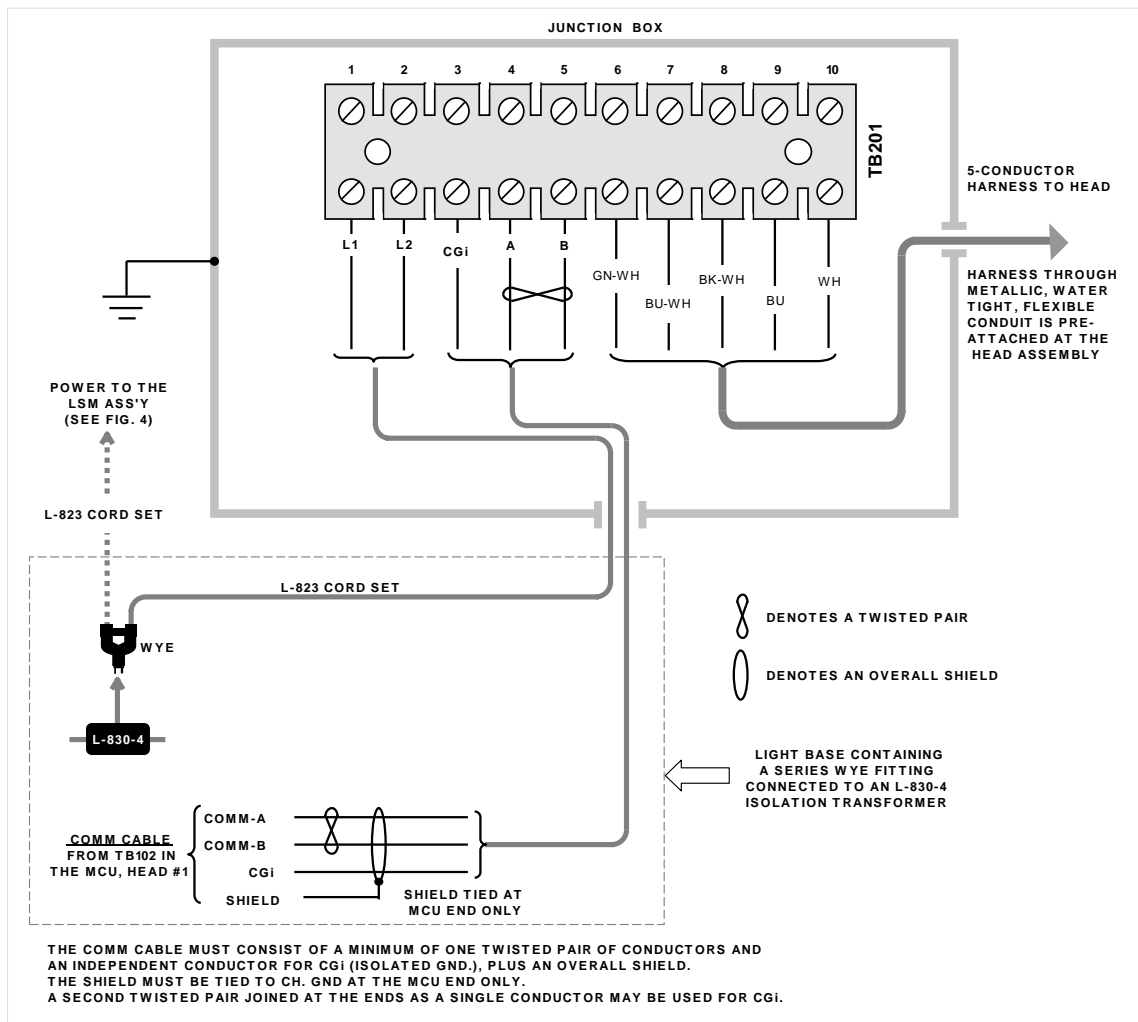 JUNCTION BOX
1 2 3 4 5 6 7 8 9 10
TB201
L1 L2 CGi A B GN-WH BU-WH BK-WH BU WH
5-CONDUCTOR
HARNESS TO HEAD
HARNESS THROUGH
METALLIC, WATER
TIGHT, FLEXIBLE
CONDUIT IS PRE-
ATTACHED AT THE
HEAD ASSEMBLY
POWER TO THE
LSM ASS'Y
(SEE FIG. 4)
L-823 CORD SET
L-823 CORD SET
WYE
L-830-4
DENOTES A TWISTED PAIR
DENOTES AN OVERALL SHIELD
LIGHT BASE CONTAINING
A SERIES WYE FITTING
CONNECTED TO AN L-830-4
ISOLATION TRANSFORMER
COMM CABLE
FROM TB102 IN
THE MCU, HEAD #1
COMM-A
COMM-B
CGi
SHIELD
SHIELD TIED AT
MCU END ONLY
THE COMM CABLE MUST CONSIST OF A MINIMUM OF ONE TWISTED PAIR OF CONDUCTORS AND
AN INDEPENDENT CONDUCTOR FOR CGi (ISOLATED GND.), PLUS AN OVERALL SHIELD.
THE SHIELD MUST BE TIED TO CH. GND AT THE MCU END ONLY.
A SECOND TWISTED PAIR JOINED AT THE ENDS AS A SINGLE CONDUCTOR MAY BE USED FOR CGi.